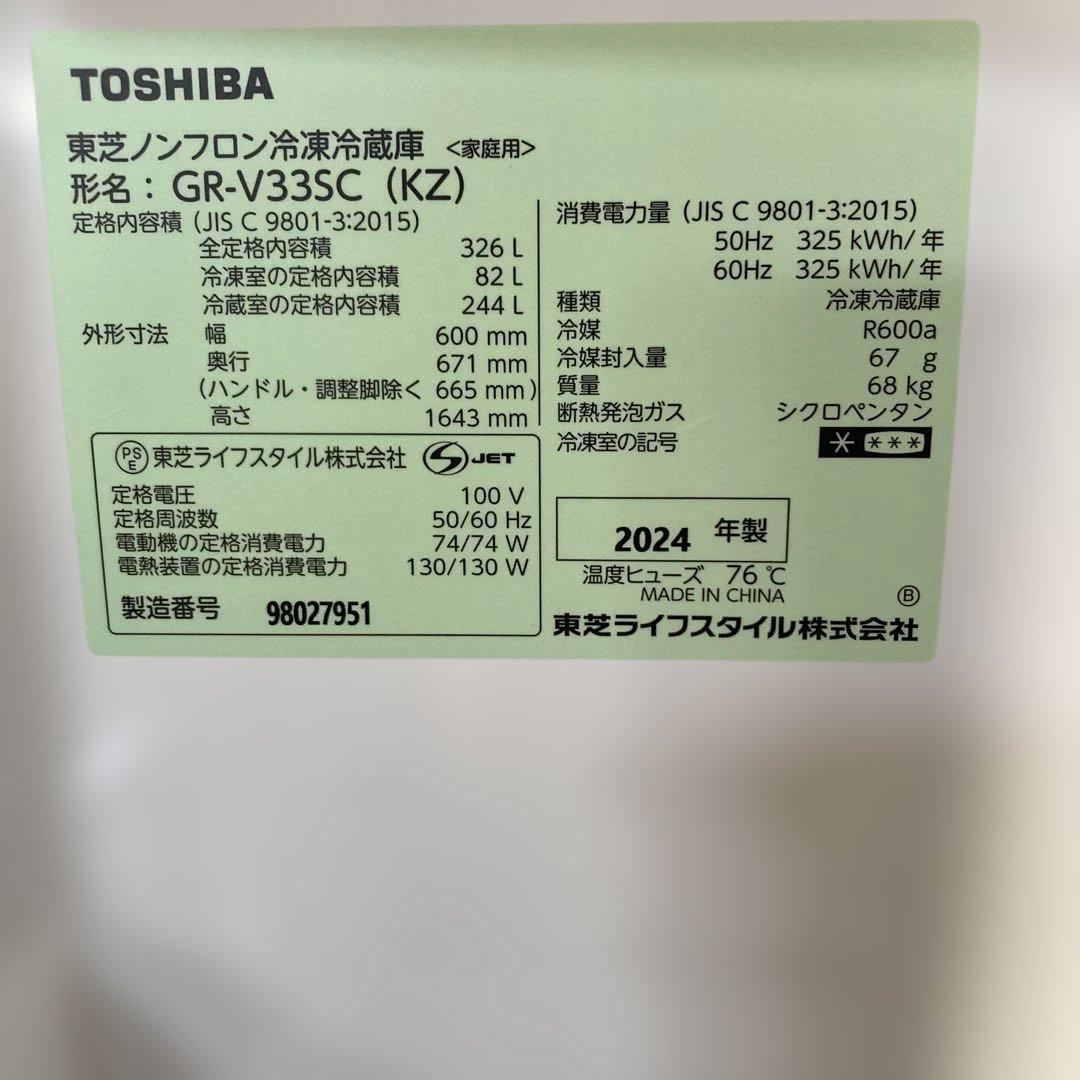 TOSHIBA
東芝ノンフロン冷凍冷蔵庫 <家庭用>
形名： GR-V33SC (KZ)
定格内容積 (JIS C 9801-3:2015)
全定格内容積 326 L
冷凍室の定格内容積 82 L
冷蔵室の定格内容積 244 L
外形寸法 幅 600 mm
奥行 671 mm
(ハンドル・調整脚除く 665 mm)
高さ 1643 mm
PSE 東芝ライフスタイル株式会社 S JET
定格電圧 100 V
定格周波数 50/60 Hz
電動機の定格消費電力 74/74 W
電熱装置の定格消費電力 130/130 W
製造番号 98027951
消費電力量 (JIS C 9801-3:2015)
50Hz 325 kWh/年
60Hz 325 kWh/年
種類 冷凍冷蔵庫
冷媒 R600a
冷媒封入量 67 g
質量 68 kg
断熱発泡ガス シクロペンタン
冷凍室の記号 * ***
2024 年製
温度ヒューズ 76 ℃
MADE IN CHINA
Ⓑ
東芝ライフスタイル株式会社